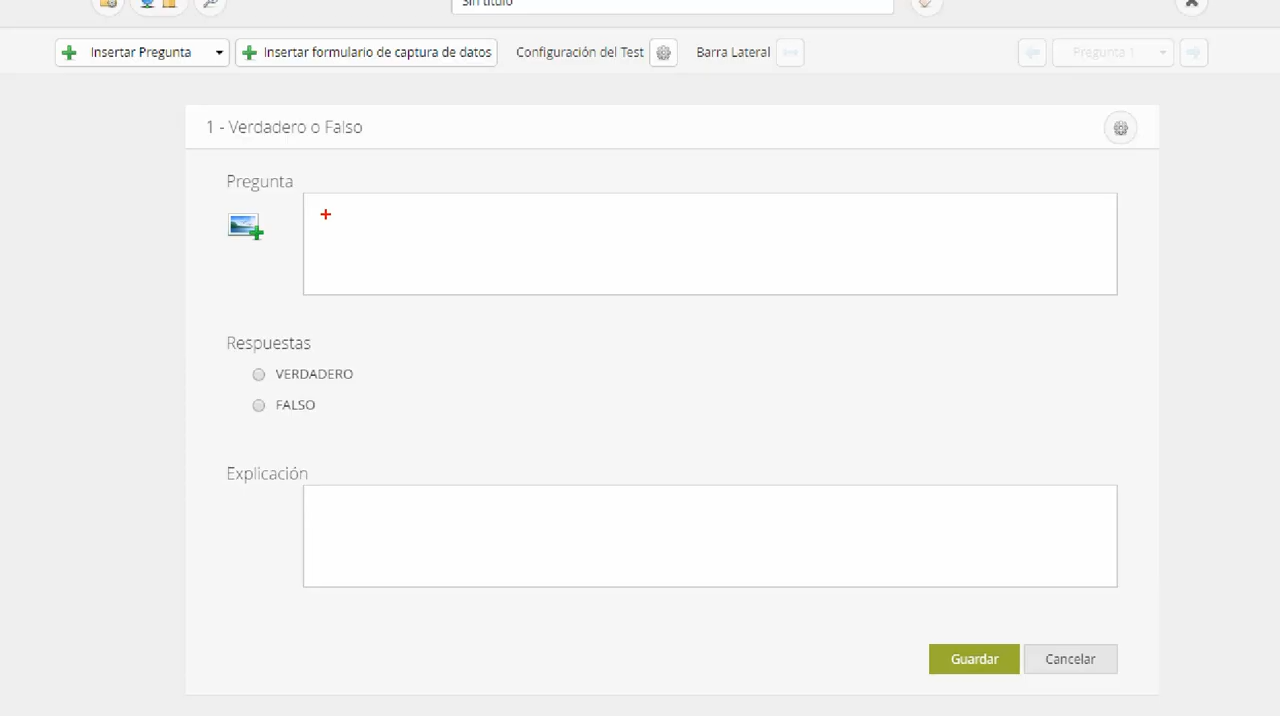 Sin título
Insertar Pregunta
Insertar formulario de captura de datos
Configuración del Test
Barra Lateral
Pregunta 1
1 - Verdadero o Falso
Pregunta
Respuestas
VERDADERO
FALSO
Explicación
Guardar
Cancelar